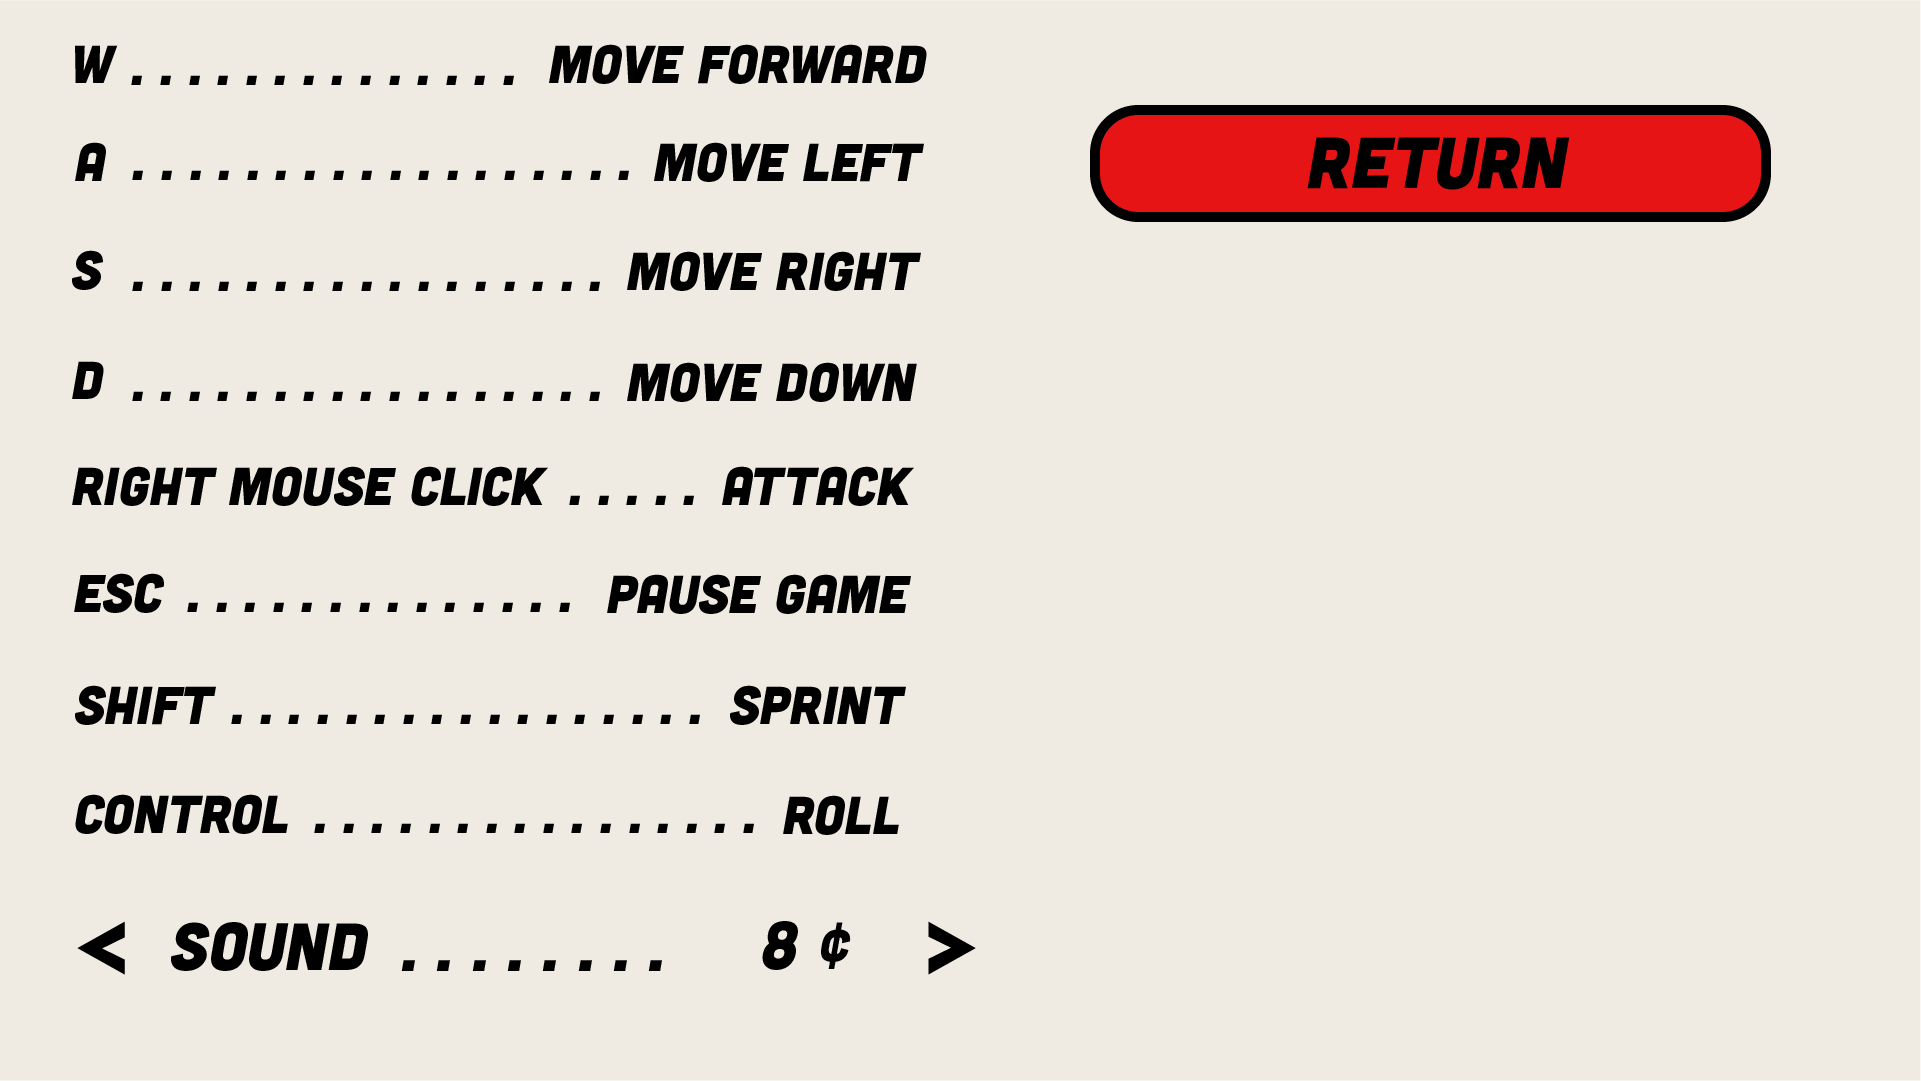 W .............. MOVE FORWARD
A .................. MOVE LEFT
S ................. MOVE RIGHT
D ................. MOVE DOWN
RIGHT MOUSE CLICK ..... ATTACK
ESC .............. PAUSE GAME
SHIFT ................. SPRINT
CONTROL ................ ROLL
< SOUND ........ 8 ¢ >
RETURN